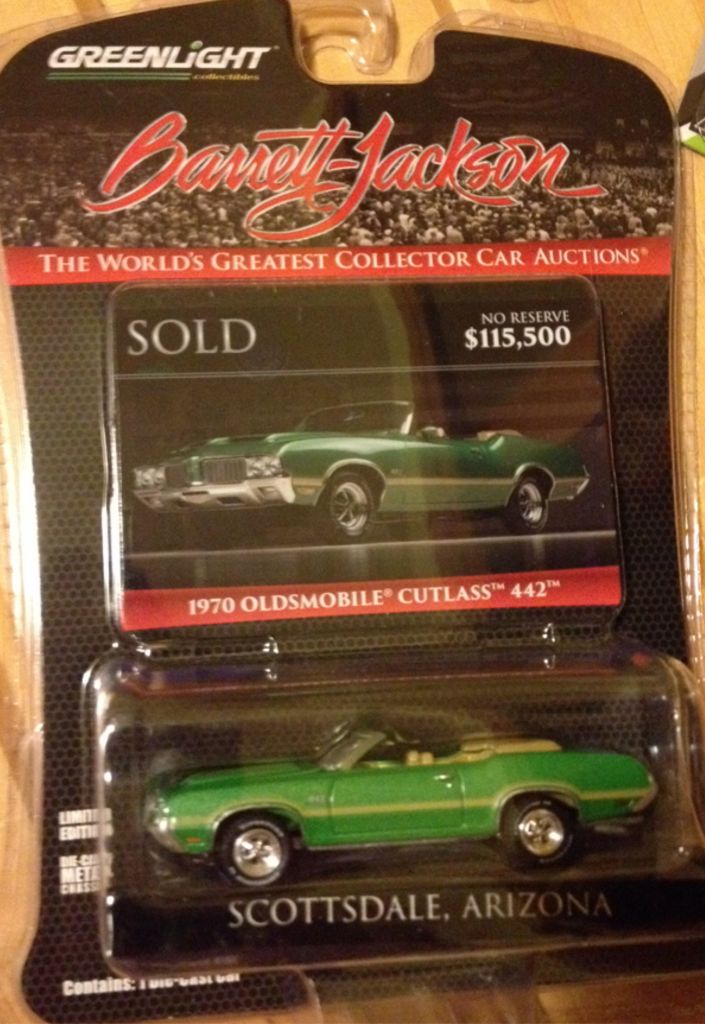 GREENLiGHT
collectibles
Barrett-Jackson
THE WORLD'S GREATEST COLLECTOR CAR AUCTIONS®
SOLD
NO RESERVE
$115,500
1970 OLDSMOBILE® CUTLASS™ 442™
LIMITED
EDITION
DIE-CAST
METAL
CHASSIS
SCOTTSDALE, ARIZONA
Contains: 1 Die-Cast Car